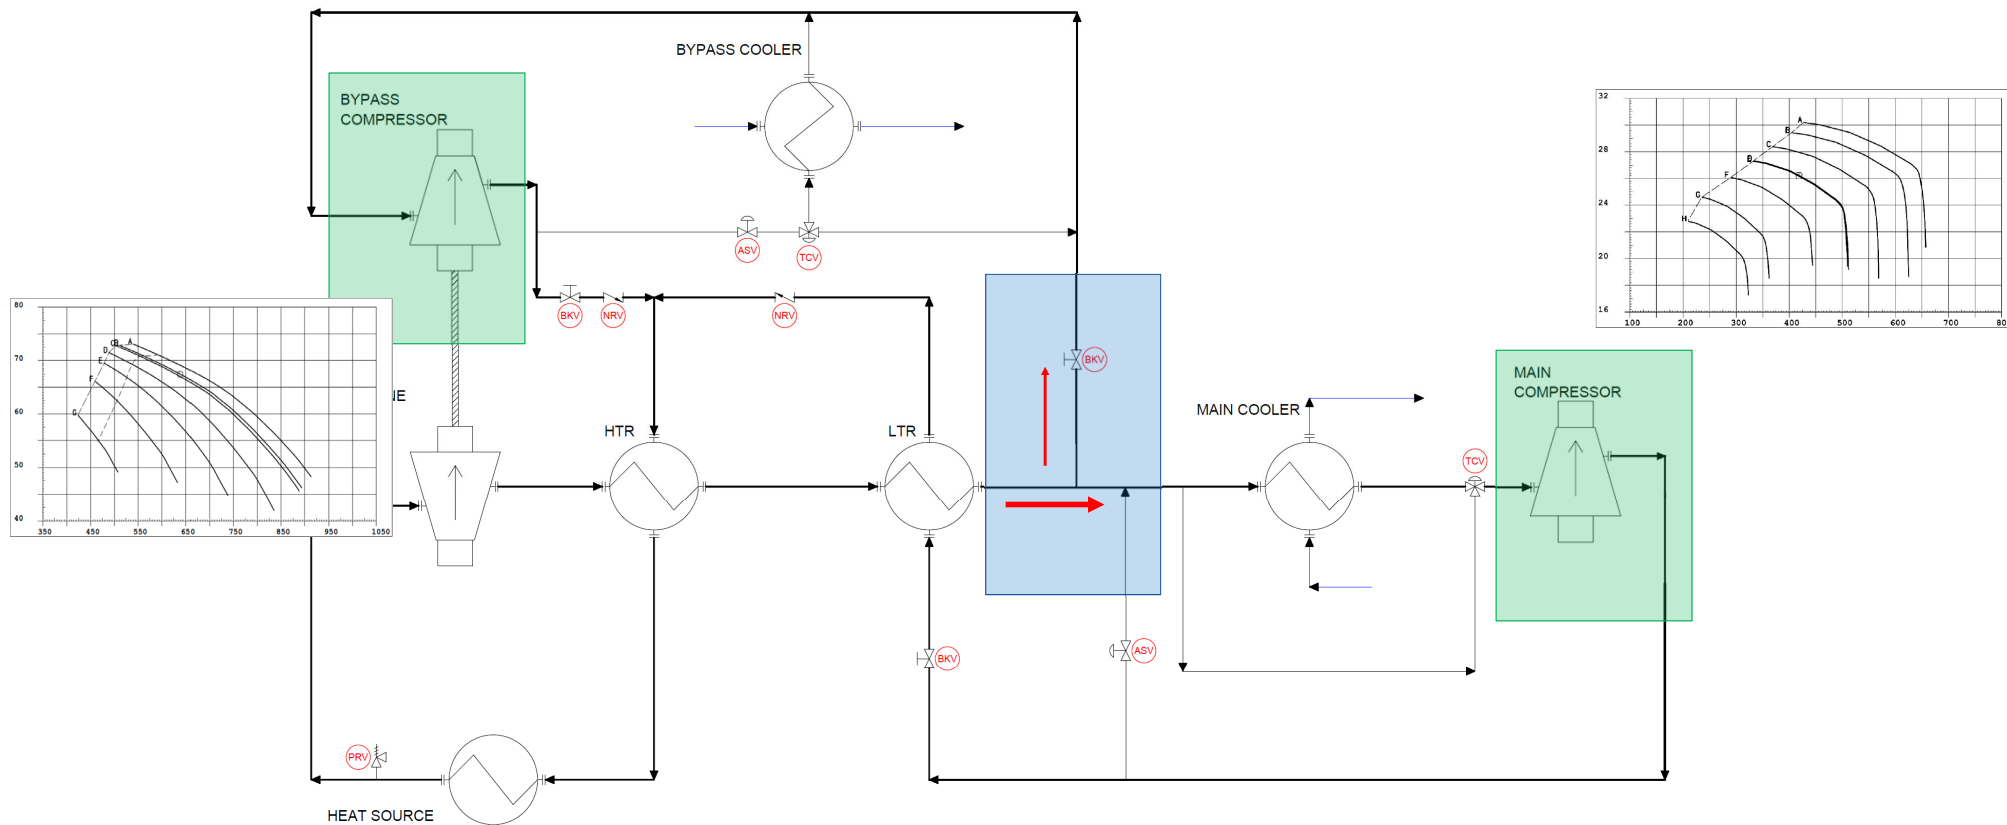 BYPASS COOLER
BYPASS
COMPRESSOR
ASV
TCV
BKV
NRV
NRV
BKV
NE
HTR
LTR
MAIN COOLER
TCV
MAIN
COMPRESSOR
BKV
ASV
PRV
HEAT SOURCE
80
70
60
50
40
350
450
550
650
750
850
950
1050
A
B
C
D
E
F
G
32
28
24
20
16
100
200
300
400
500
600
700
80
A
B
C
D
F
G
H